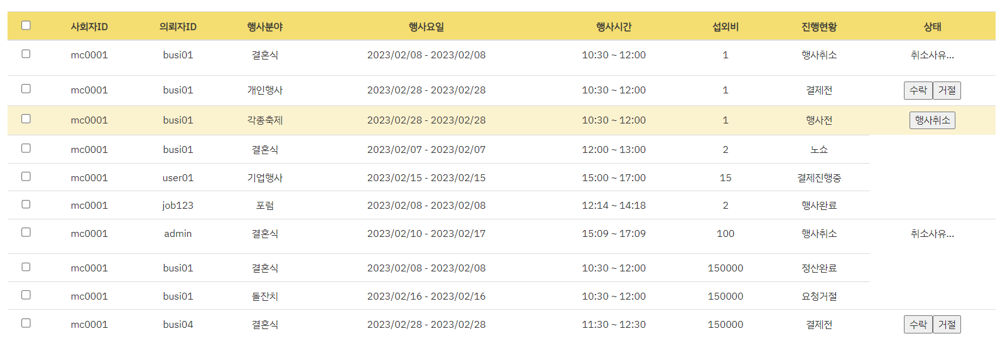 사회자ID 의뢰자ID 행사분야 행사요일 행사시간 섭외비 진행현황 상태
mc0001 busi01 결혼식 2023/02/08 - 2023/02/08 10:30 ~ 12:00 1 행사취소 취소사유...
mc0001 busi01 개인행사 2023/02/28 - 2023/02/28 10:30 ~ 12:00 1 결제전 수락 거절
mc0001 busi01 각종축제 2023/02/28 - 2023/02/28 10:30 ~ 12:00 1 행사전 행사취소
mc0001 busi01 결혼식 2023/02/07 - 2023/02/07 12:00 ~ 13:00 2 노쇼
mc0001 user01 기업행사 2023/02/15 - 2023/02/15 15:00 ~ 17:00 15 결제진행중
mc0001 job123 포럼 2023/02/08 - 2023/02/08 12:14 ~ 14:18 2 행사완료
mc0001 admin 결혼식 2023/02/10 - 2023/02/17 15:09 ~ 17:09 100 행사취소 취소사유...
mc0001 busi01 결혼식 2023/02/08 - 2023/02/08 10:30 ~ 12:00 150000 정산완료
mc0001 busi01 돌잔치 2023/02/16 - 2023/02/16 10:30 ~ 12:00 150000 요청거절
mc0001 busi04 결혼식 2023/02/28 - 2023/02/28 11:30 ~ 12:30 150000 결제전 수락 거절